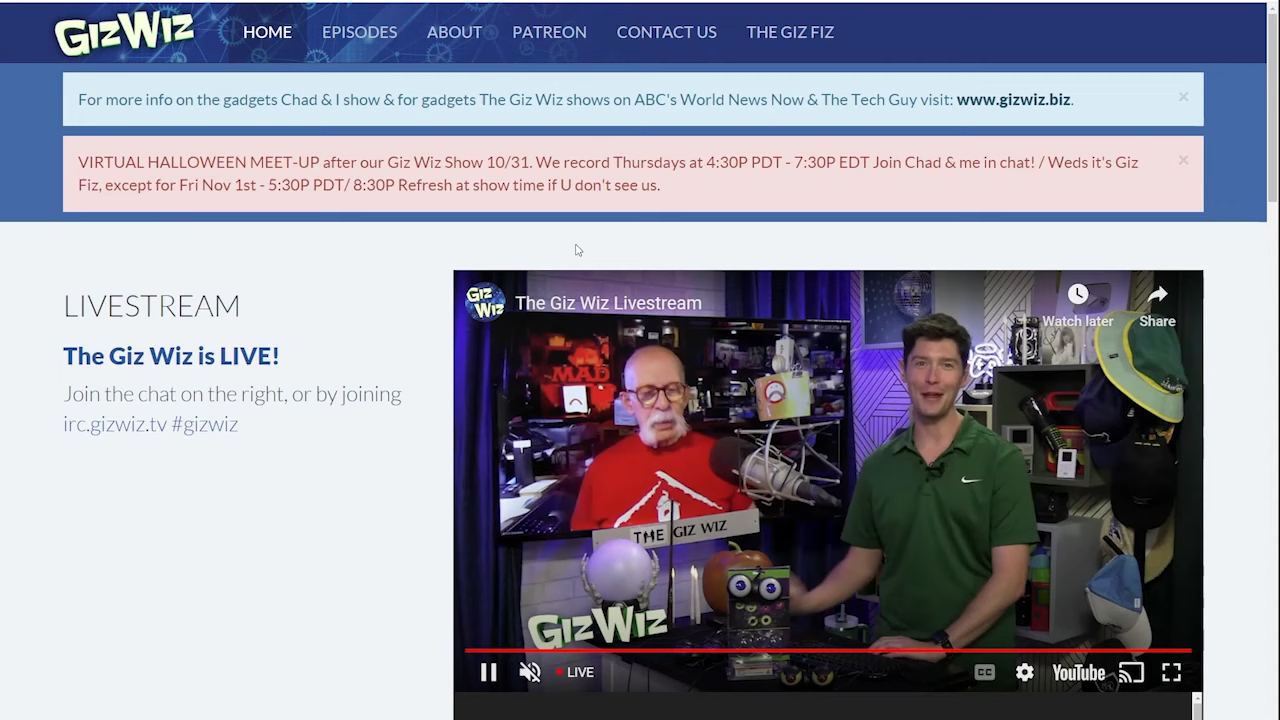 GIZWIZ
HOME
EPISODES
ABOUT
PATREON
CONTACT US
THE GIZ FIZ
For more info on the gadgets Chad & I show & for gadgets The Giz Wiz shows on ABC's World News Now & The Tech Guy visit: www.gizwiz.biz.
×
VIRTUAL HALLOWEEN MEET-UP after our Giz Wiz Show 10/31. We record Thursdays at 4:30P PDT - 7:30P EDT Join Chad & me in chat! / Weds it's Giz
Fiz, except for Fri Nov 1st - 5:30P PDT/ 8:30P Refresh at show time if U don't see us.
×
LIVESTREAM
The Giz Wiz is LIVE!
Join the chat on the right, or by joining
irc.gizwiz.tv #gizwiz
GIZ
WIZ
The Giz Wiz Livestream
Watch later
Share
MAD
THE GIZ WIZ
GIZWIZ
LIVE
CC
YouTube